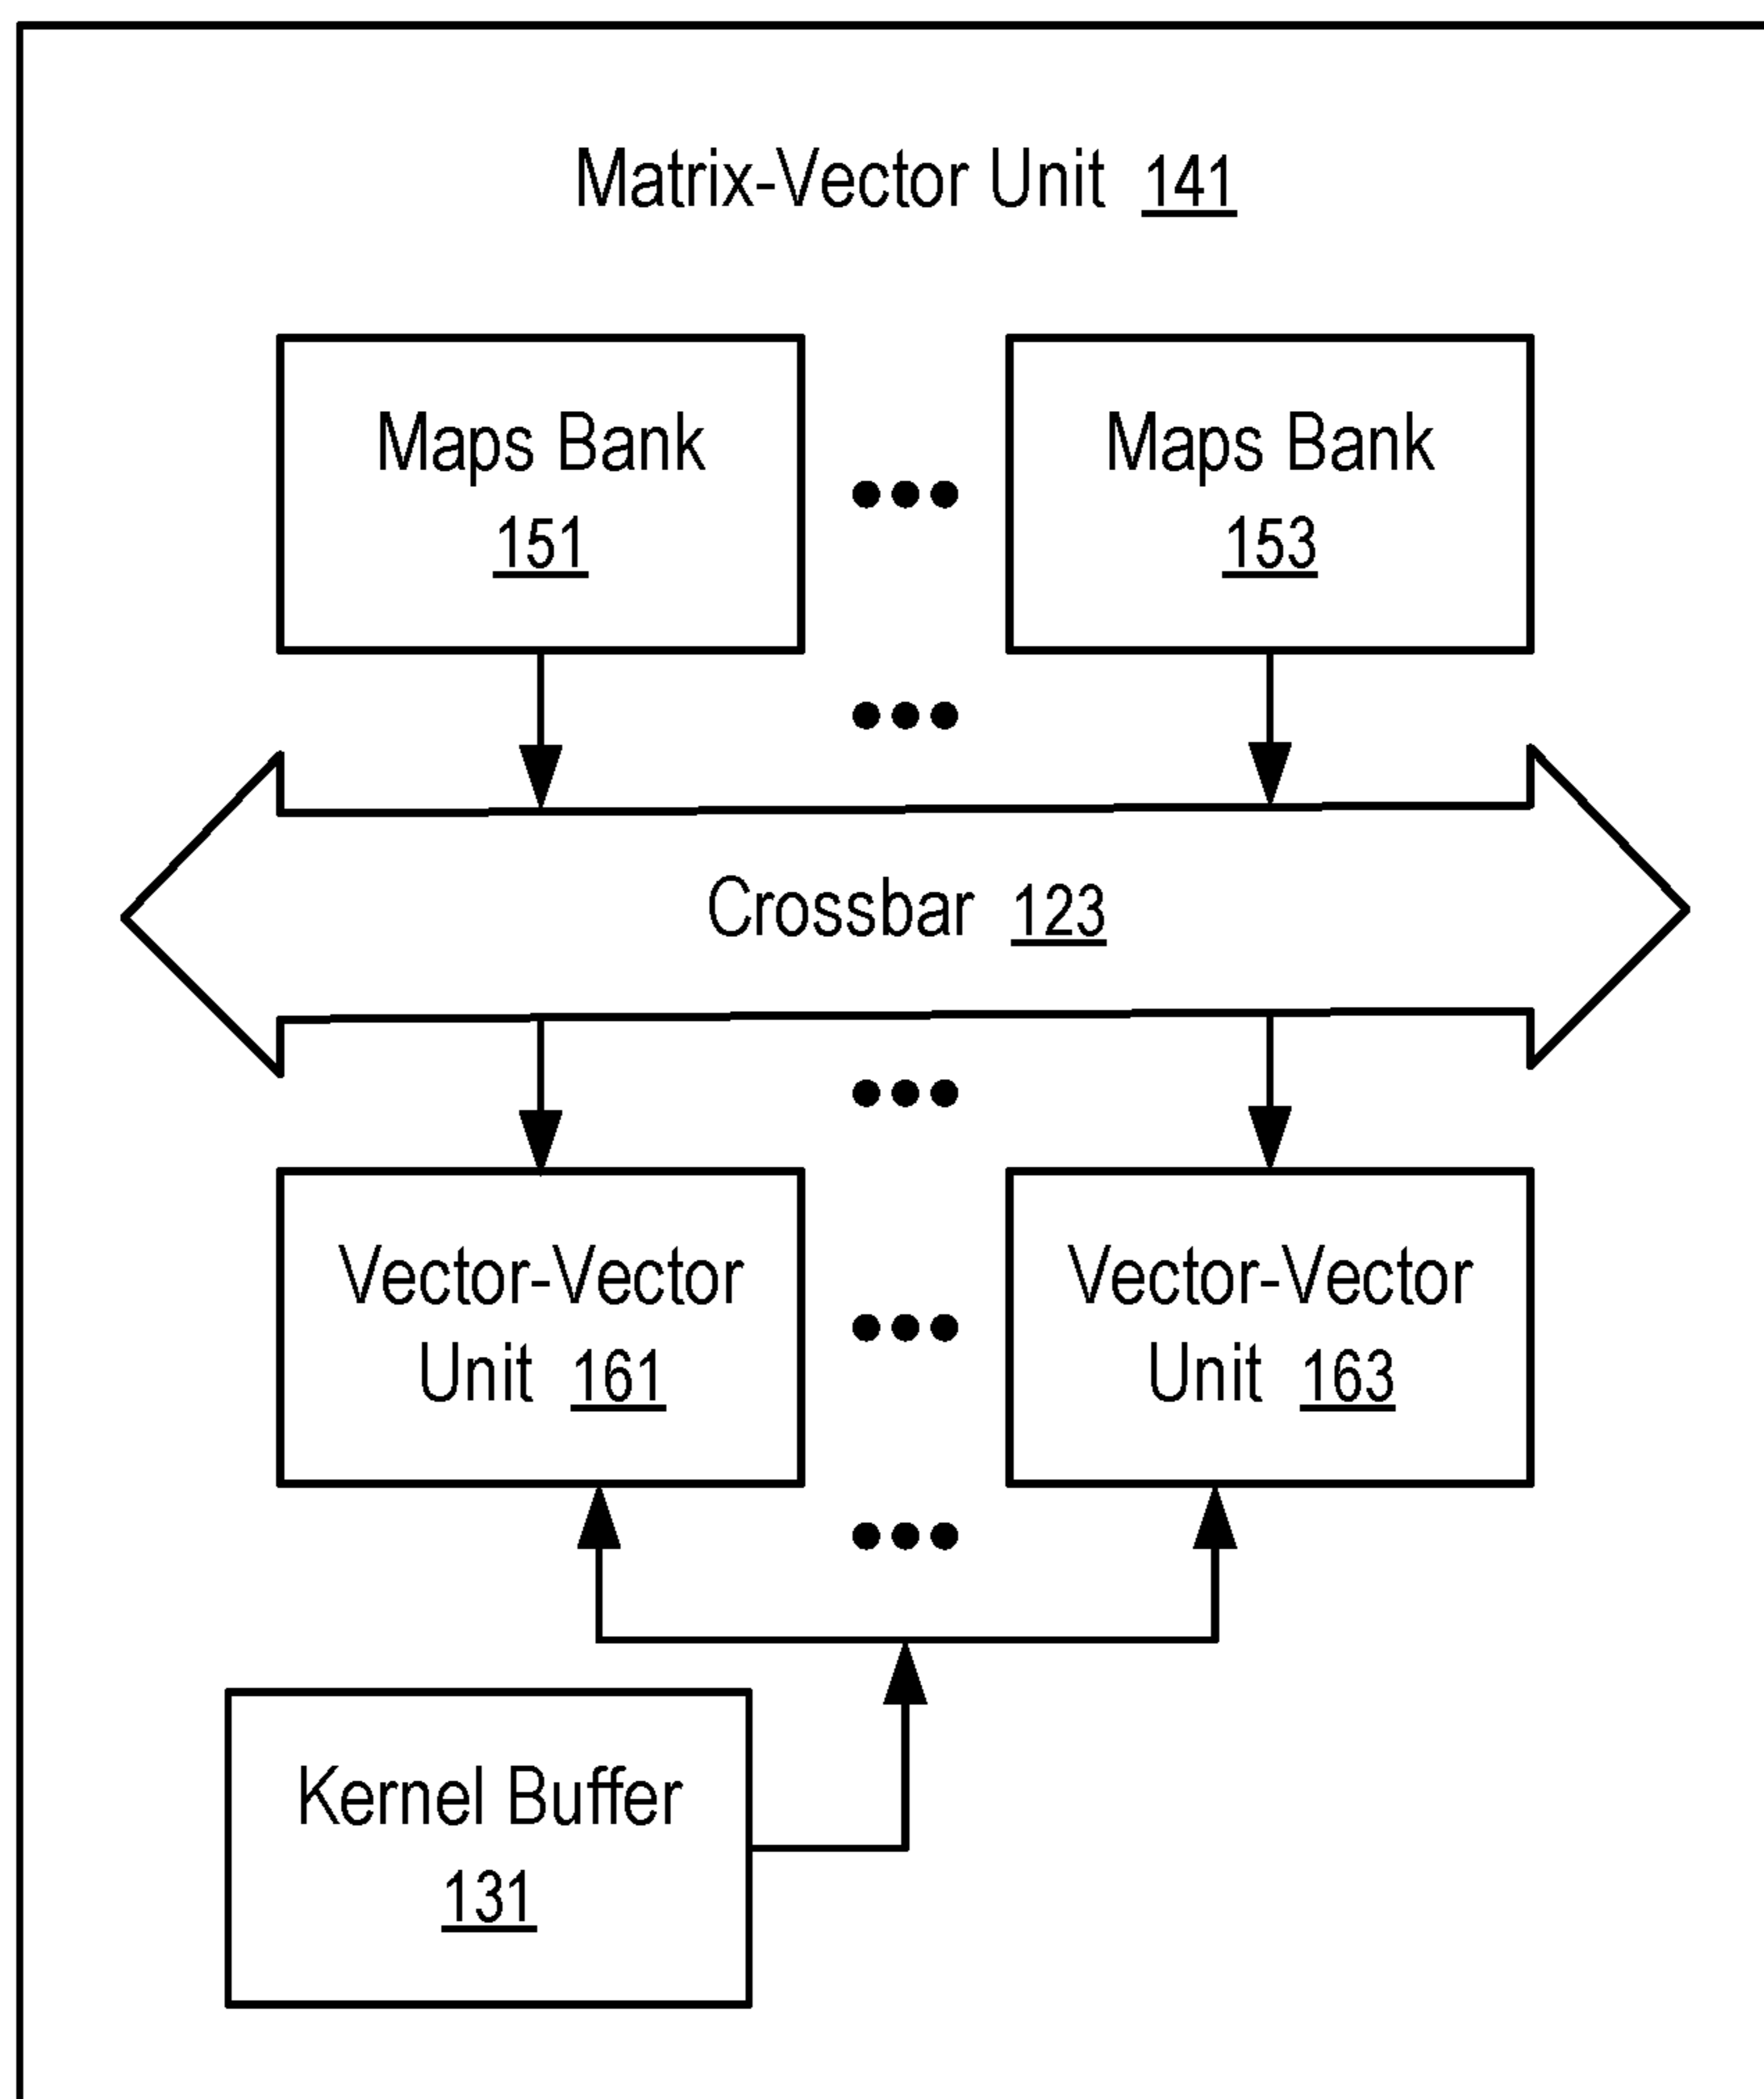 Matrix-Vector Unit 141
Maps Bank
151
Maps Bank
153
Crossbar 123
Vector-Vector
Unit 161
Vector-Vector
Unit 163
Kernel Buffer
131